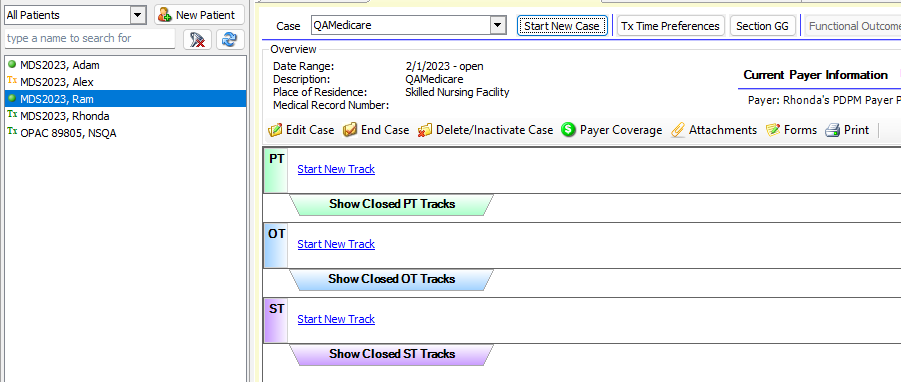 All Patients
New Patient
type a name to search for
MDS2023, Adam
Tx MDS2023, Alex
MDS2023, Ram
Tx MDS2023, Rhonda
Tx OPAC 89805, NSQA
Case QAMedicare Start New Case Tx Time Preferences Section GG Functional Outcome
Overview
Date Range: 2/1/2023 - open
Description: QAMedicare
Place of Residence: Skilled Nursing Facility
Medical Record Number:
Current Payer Information
Payer: Rhonda's PDPM Payer P
Edit Case End Case Delete/Inactivate Case $ Payer Coverage Attachments Forms Print
PT
Start New Track
Show Closed PT Tracks
OT
Start New Track
Show Closed OT Tracks
ST
Start New Track
Show Closed ST Tracks